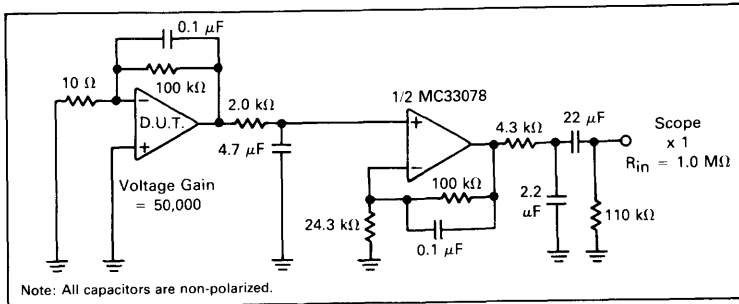 0.1 μF
10 Ω
100 kΩ
D.U.T.
2.0 kΩ
4.7 μF
Voltage Gain
= 50,000
1/2 MC33078
4.3 kΩ
22 μF
Scope
x 1
Rin = 1.0 MΩ
100 kΩ
2.2
μF
110 kΩ
24.3 kΩ
0.1 μF
Note: All capacitors are non-polarized.